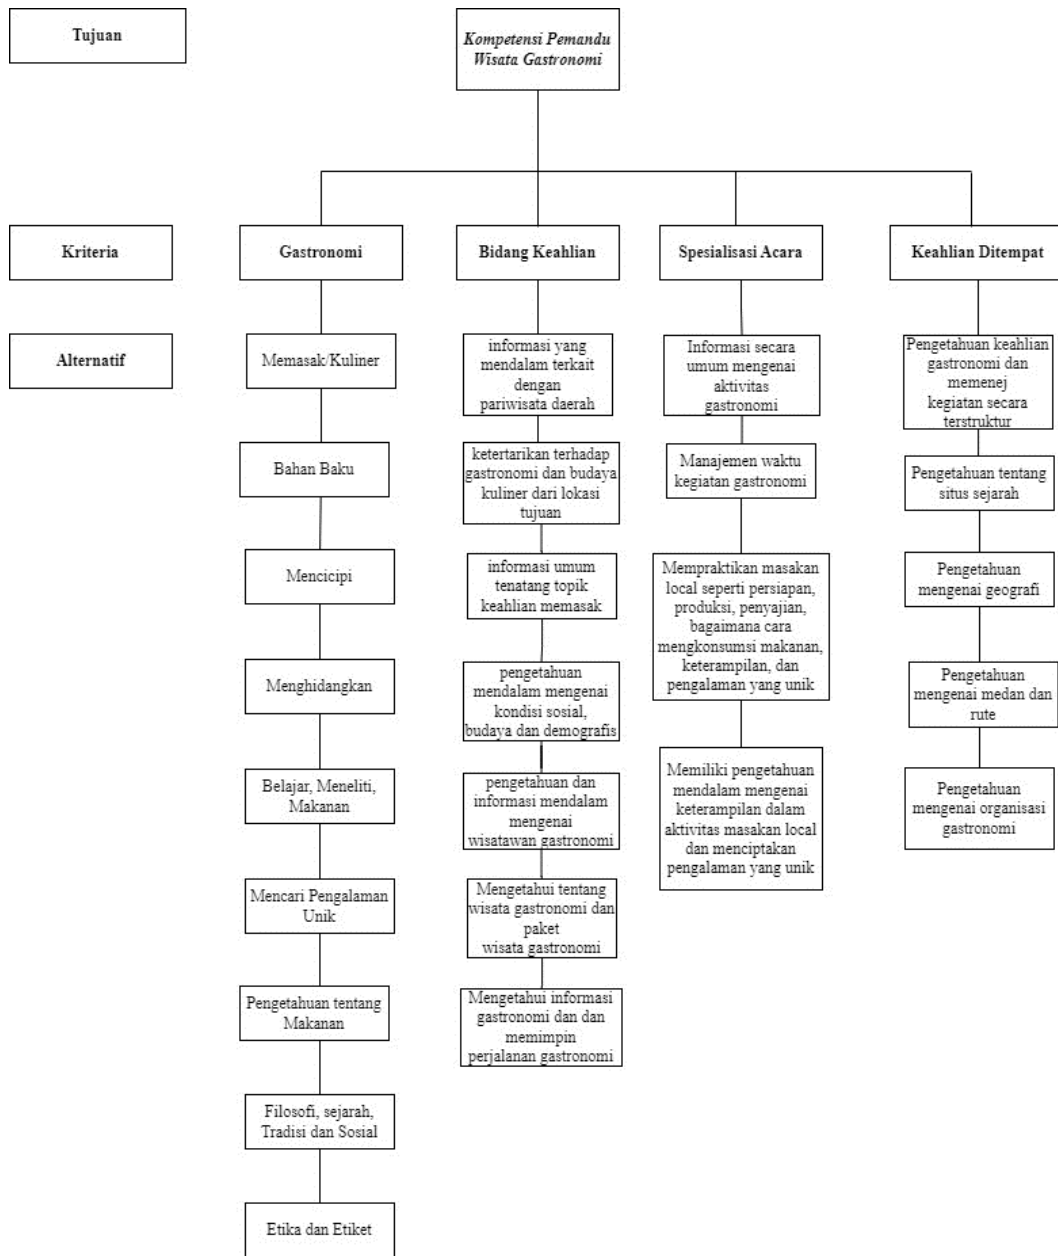 Tujuan
Kompetensi Pemandu
Wisata Gastronomi
Kriteria
Gastronomi
Bidang Keahlian
Spesialisasi Acara
Keahlian Ditempat
Alternatif
Memasak/Kuliner
Bahan Baku
Mencicipi
Menghidangkan
Belajar, Meneliti,
Makanan
Mencari Pengalaman
Unik
Pengetahuan tentang
Makanan
Filosofi, sejarah,
Tradisi dan Sosial
Etika dan Etiket
informasi yang
mendalam terkait
dengan
pariwisata daerah
ketertarikan terhadap
gastronomi dan budaya
kuliner dari lokasi
tujuan
informasi umum
tenatang topik
keahlian memasak
pengetahuan
mendalam mengenai
kondisi sosial,
budaya dan demografis
pengetahuan dan
informasi mendalam
mengenai
wisatawan gastronomi
Mengetahui tentang
wisata gastronomi dan
paket
wisata gastronomi
Mengetahui informasi
gastronomi dan dan
memimpin
perjalanan gastronomi
Informasi secara
umum mengenai
aktivitas
gastronomi
Manajemen waktu
kegiatan gastronomi
Mempraktikan masakan
local seperti persiapan,
produksi, penyajian,
bagaimana cara
mengkonsumsi makanan,
keterampilan, dan
pengalaman yang unik
Memiliki pengetahuan
mendalam mengenai
keterampilan dalam
aktivitas masakan local
dan menciptakan
pengalaman yang unik
Pengetahuan keahlian
gastronomi dan
memenej
kegiatan secara
terstruktur
Pengetahuan tentang
situs sejarah
Pengetahuan
mengenai geografi
Pengetahuan
mengenai medan dan
rute
Pengetahuan
mengenai organisasi
gastronomi